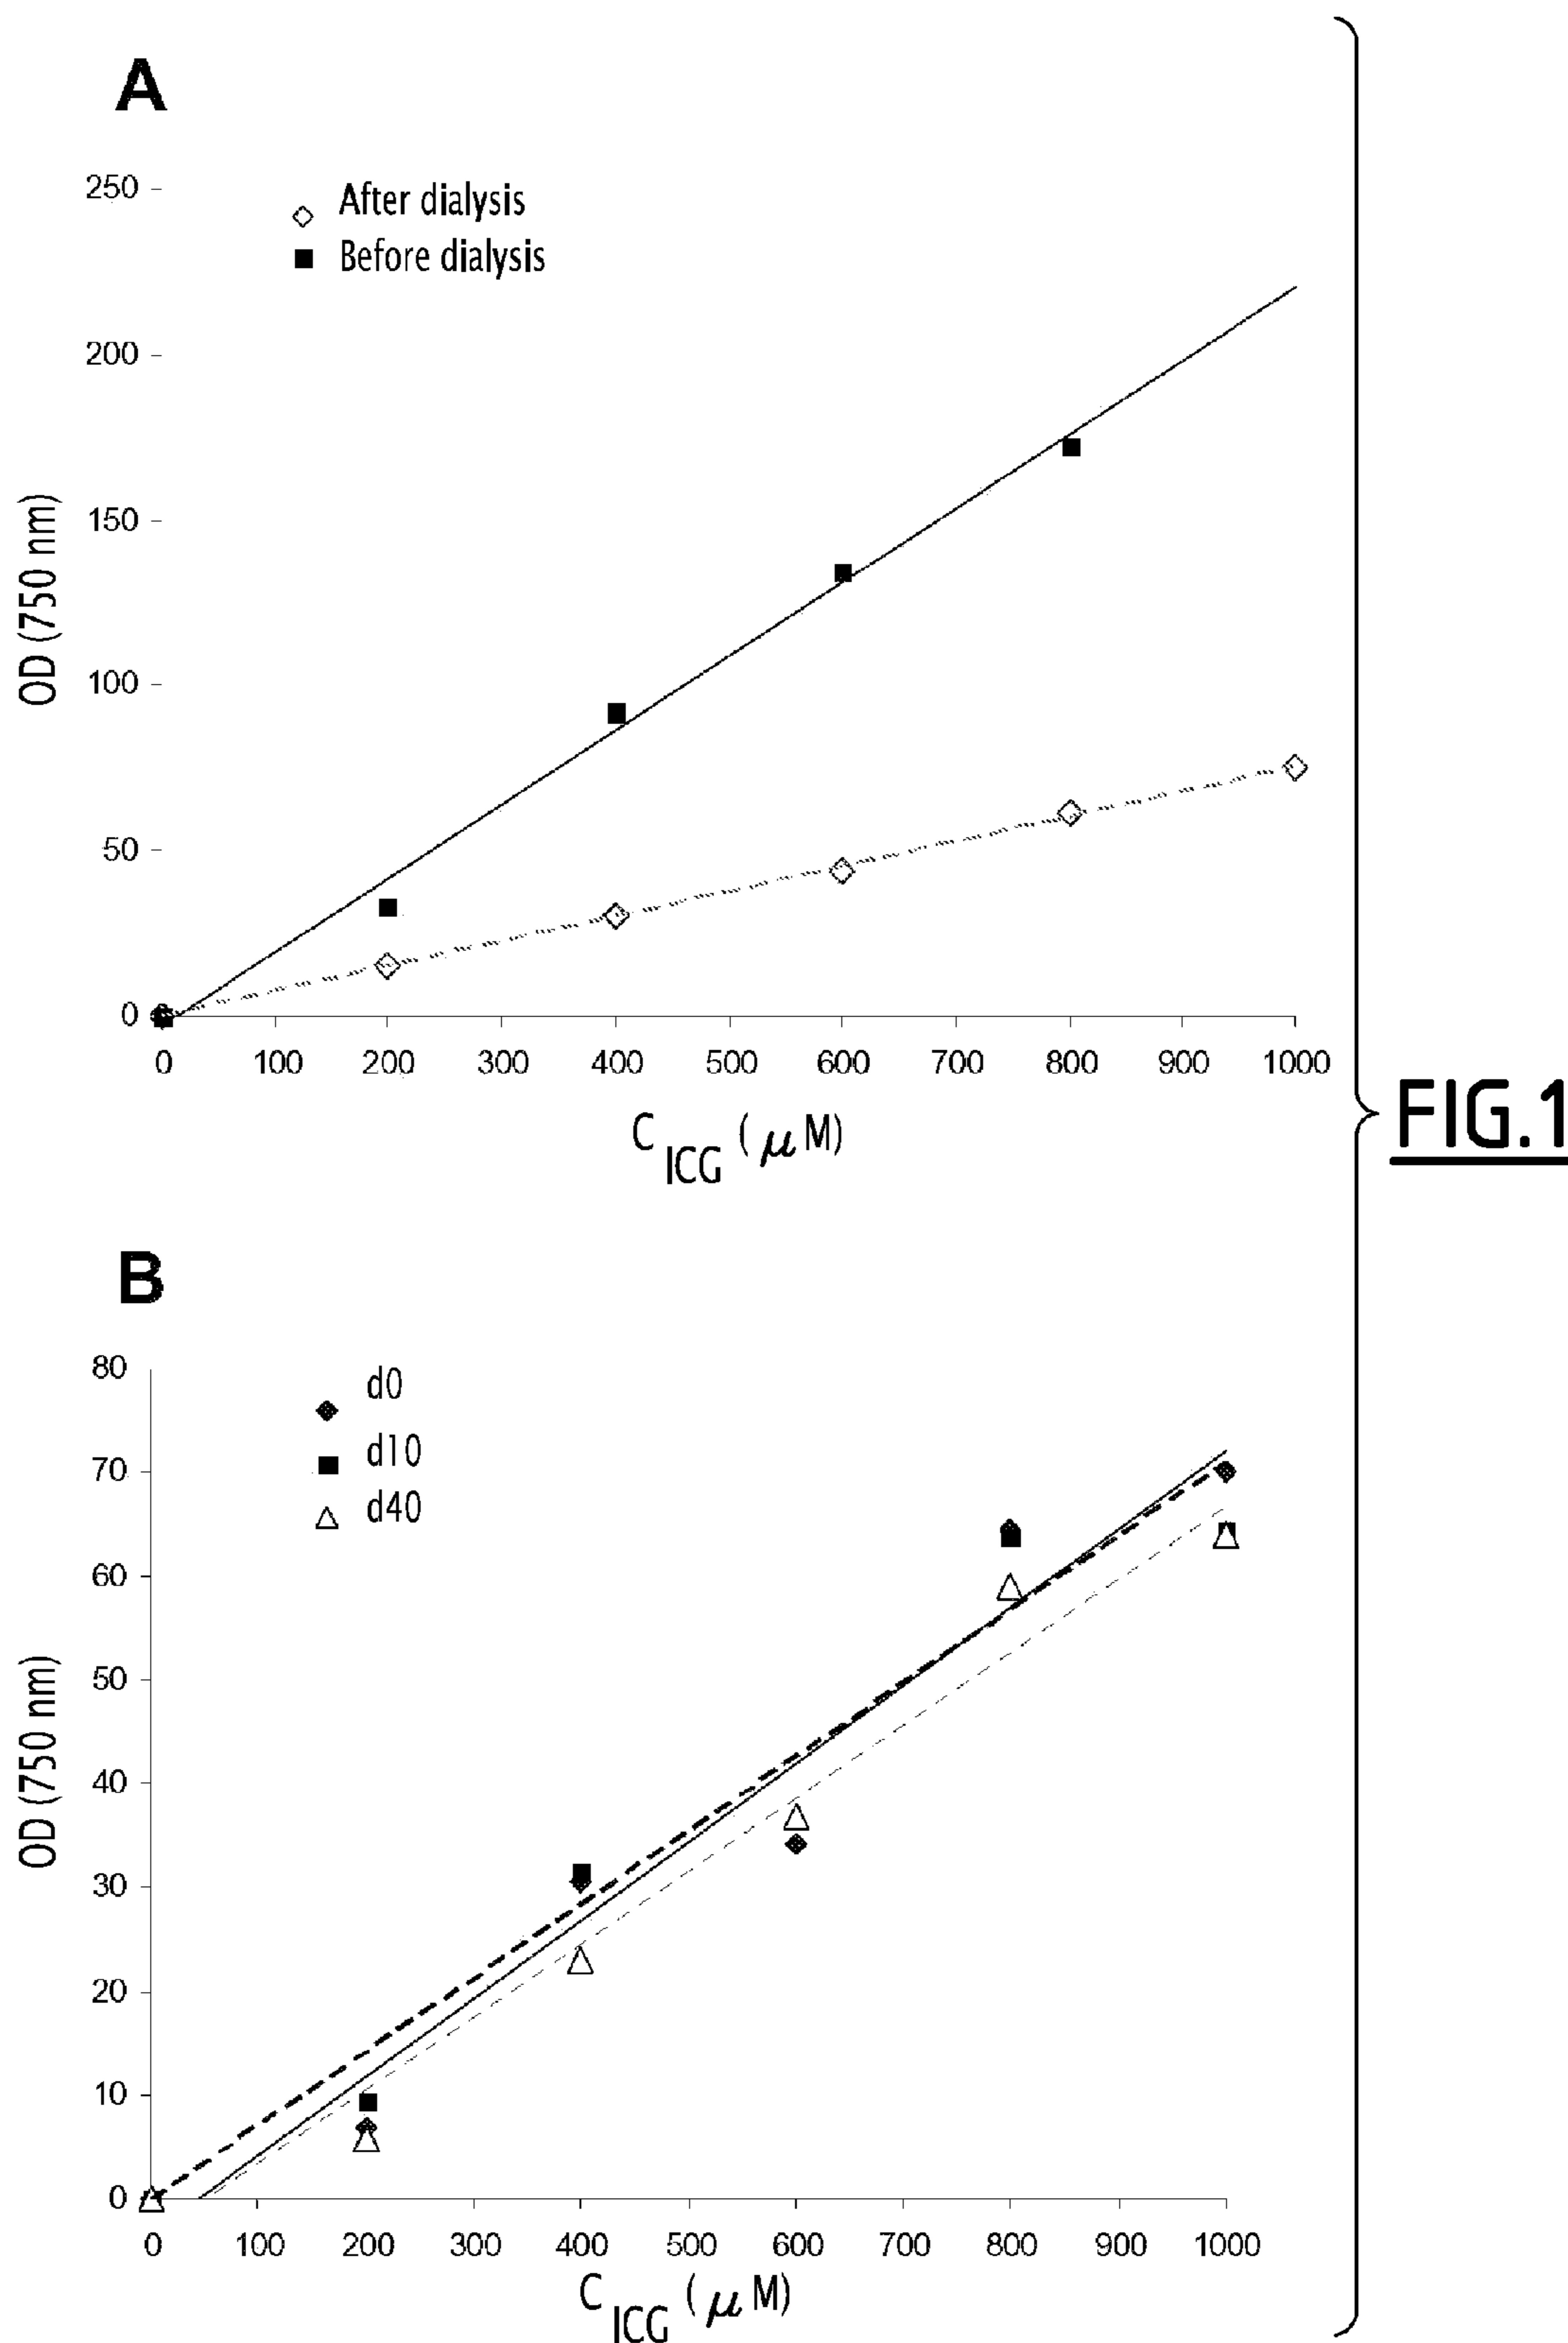 A
250
After dialysis
Before dialysis
200
150
100
50
0
OD (750 nm)
0 100 200 300 400 500 600 700 800 900 1000
C ICG (μM)
FIG.1
B
80
d0
d10
d40
70
60
50
40
30
20
10
0
OD (750 nm)
0 100 200 300 400 500 600 700 800 900 1000
C ICG (μM)